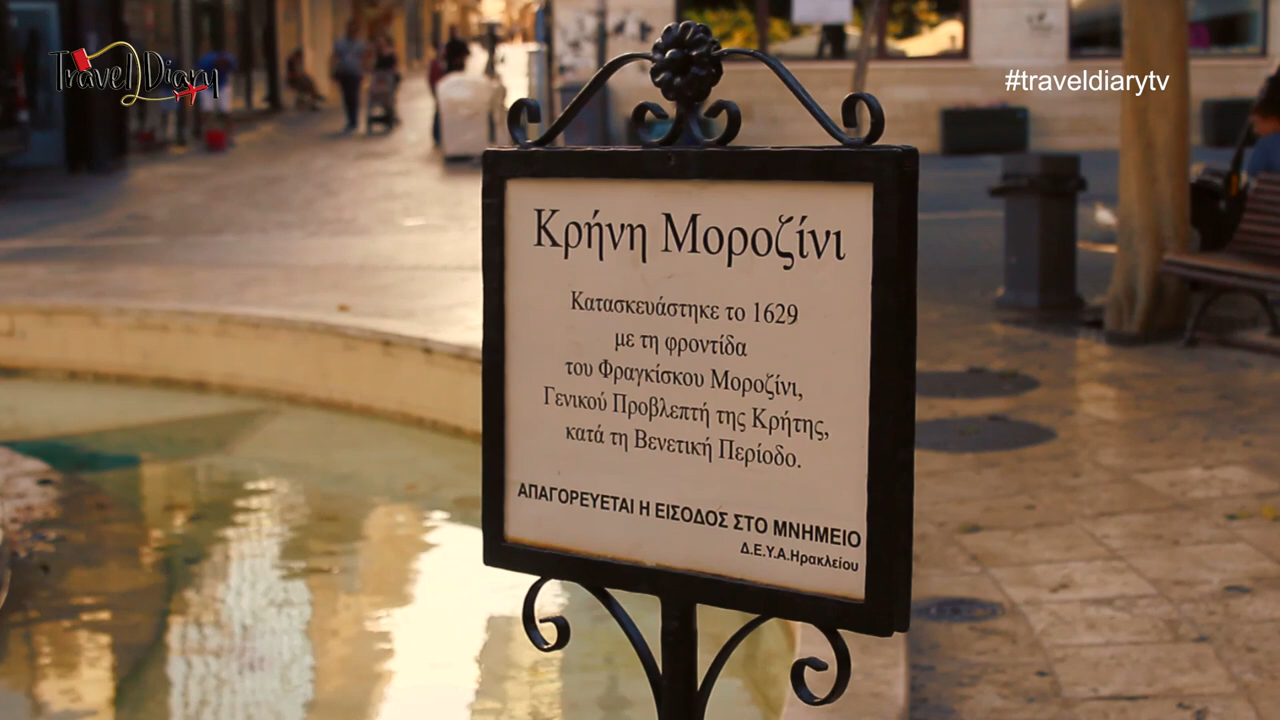 Travel Diary
#traveldiarytv
Κρήνη Μοροζίνι
Κατασκευάστηκε το 1629
με τη φροντίδα
του Φραγκίσκου Μοροζίνι,
Γενικού Προβλεπτή της Κρήτης,
κατά τη Βενετική Περίοδο.
ΑΠΑΓΟΡΕΥΕΤΑΙ Η ΕΙΣΟΔΟΣ ΣΤΟ ΜΝΗΜΕΙΟ
Δ.Ε.Υ.Α.Ηρακλείου